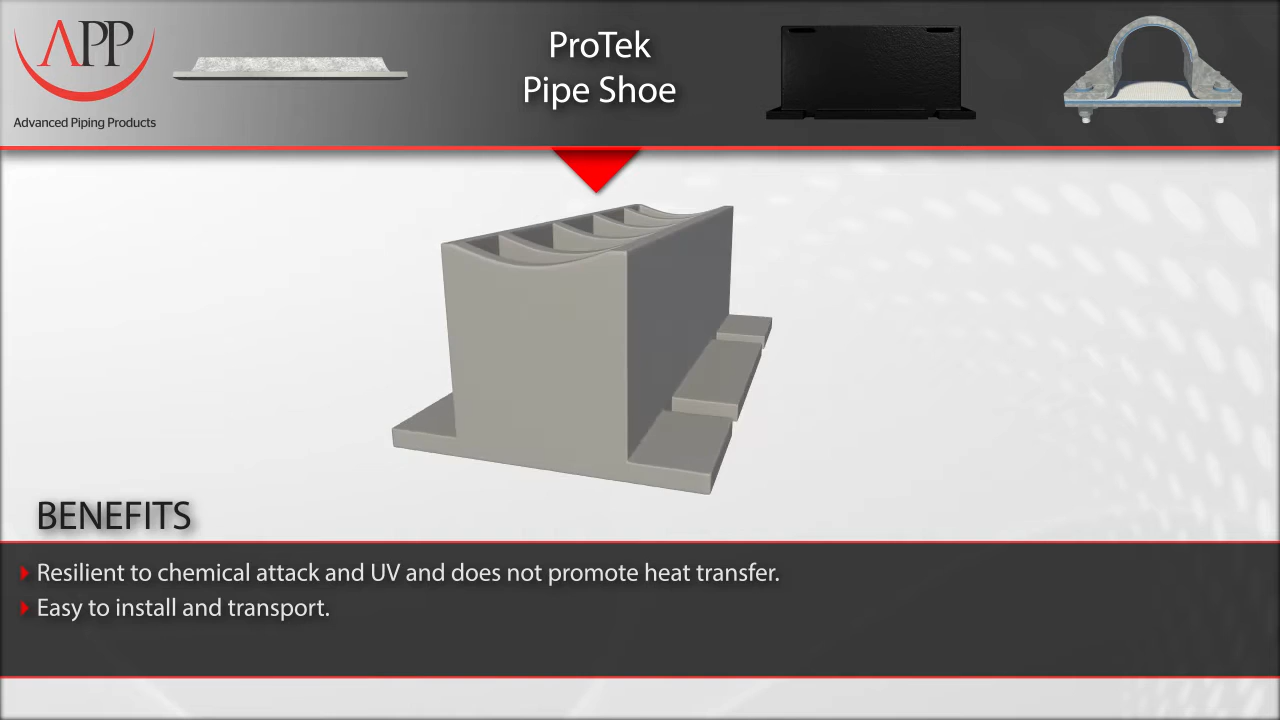 APP
Advanced Piping Products
ProTek
Pipe Shoe
BENEFITS
Resilient to chemical attack and UV and does not promote heat transfer.
Easy to install and transport.